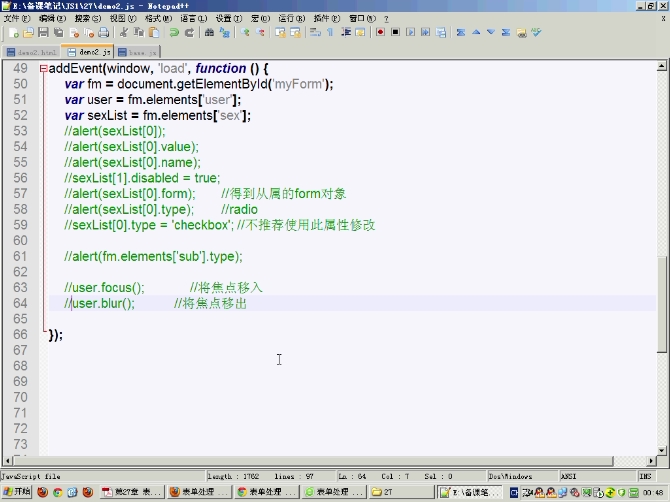 E:\备课笔记\JS1\27\demo2.js - Notepad++
文件(F) 编辑(E) 搜索(S) 视图(V) 格式(M) 语言(L) 设置(T) 宏(O) 运行(R) 插件(P) 窗口(W) ?
demo2.html demo2.js base.js
49 addEvent(window, 'load', function () {
50 var fm = document.getElementById('myForm');
51 var user = fm.elements['user'];
52 var sexList = fm.elements['sex'];
53 //alert(sexList[0]);
54 //alert(sexList[0].value);
55 //alert(sexList[0].name);
56 //sexList[1].disabled = true;
57 //alert(sexList[0].form); //得到从属的form对象
58 //alert(sexList[0].type); //radio
59 //sexList[0].type = 'checkbox'; //不推荐使用此属性修改
60
61 //alert(fm.elements['sub'].type);
62
63 //user.focus(); //将焦点移入
64 //user.blur(); //将焦点移出
65
66 });
67
68
69
70
71
72
73
JavaScript file Length : 1762 lines : 97 Ln : 64 Col : 7 Sel : 0 Dos\Windows ANSI INS
开始 第27章 表... 表单处理 ... 表单处理 ... 表单处理 ... 27 E:\备课笔... 01:48